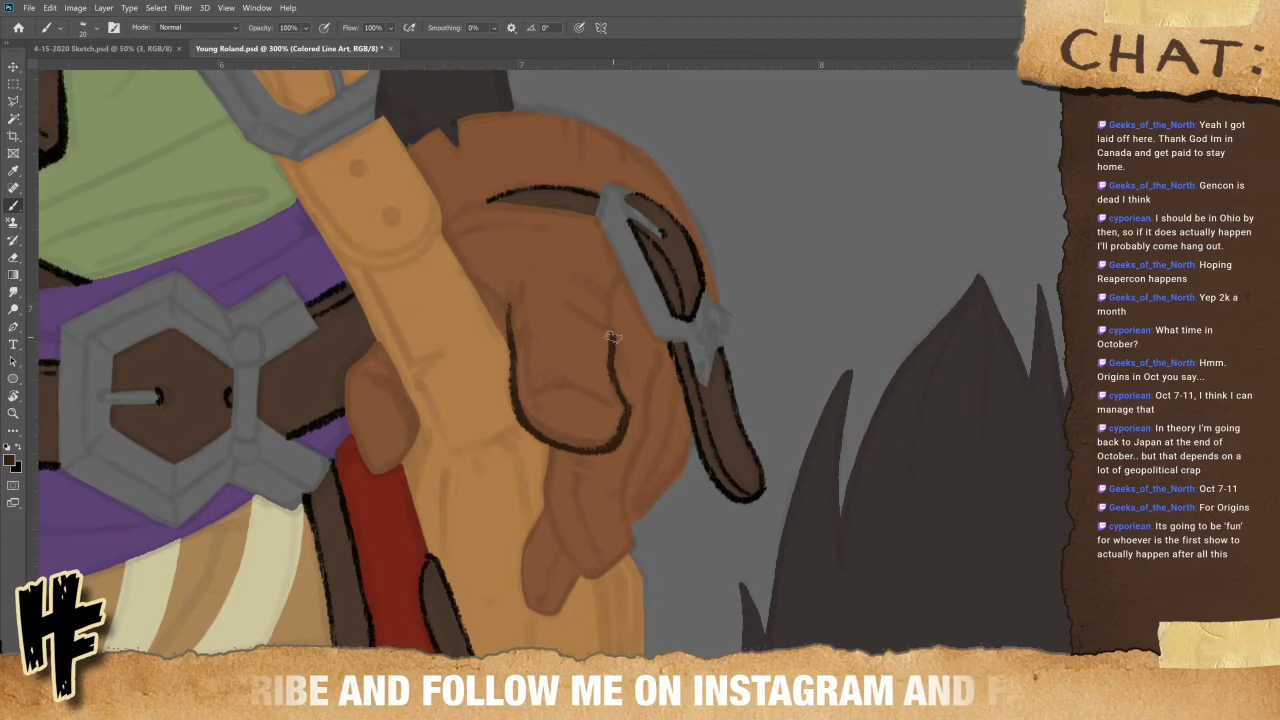 File Edit Image Layer Type Select Filter 3D View Window Help
20 Mode: Normal Opacity: 100% Flow: 100% Smoothing: 0% 0°
4-15-2020 Sketch.psd @ 50% (3, RGB/8) × Young Roland.psd @ 300% (Colored Line Art, RGB/8) * ×
6 7 8
7
CHAT:
Geeks_of_the_North: Yeah I got
laid off here. Thank God Im in
Canada and get paid to stay
home.
Geeks_of_the_North: Gencon is
dead I think
cyporiean: I should be in Ohio by
then, so if it does actually happen
I'll probably come hang out.
Geeks_of_the_North: Hoping
Reapercon happens
Geeks_of_the_North: Yep 2k a
month
cyporiean: What time in
October?
Geeks_of_the_North: Hmm.
Origins in Oct you say...
cyporiean: Oct 7-11, I think I can
manage that
cyporiean: In theory I'm going
back to Japan at the end of
October.. but that depends on a
lot of geopolitical crap
Geeks_of_the_North: Oct 7-11
Geeks_of_the_North: For Origins
cyporiean: Its going to be 'fun'
for whoever is the first show to
actually happen after all this
HF
RIBE AND FOLLOW ME ON INSTAGRAM AND F